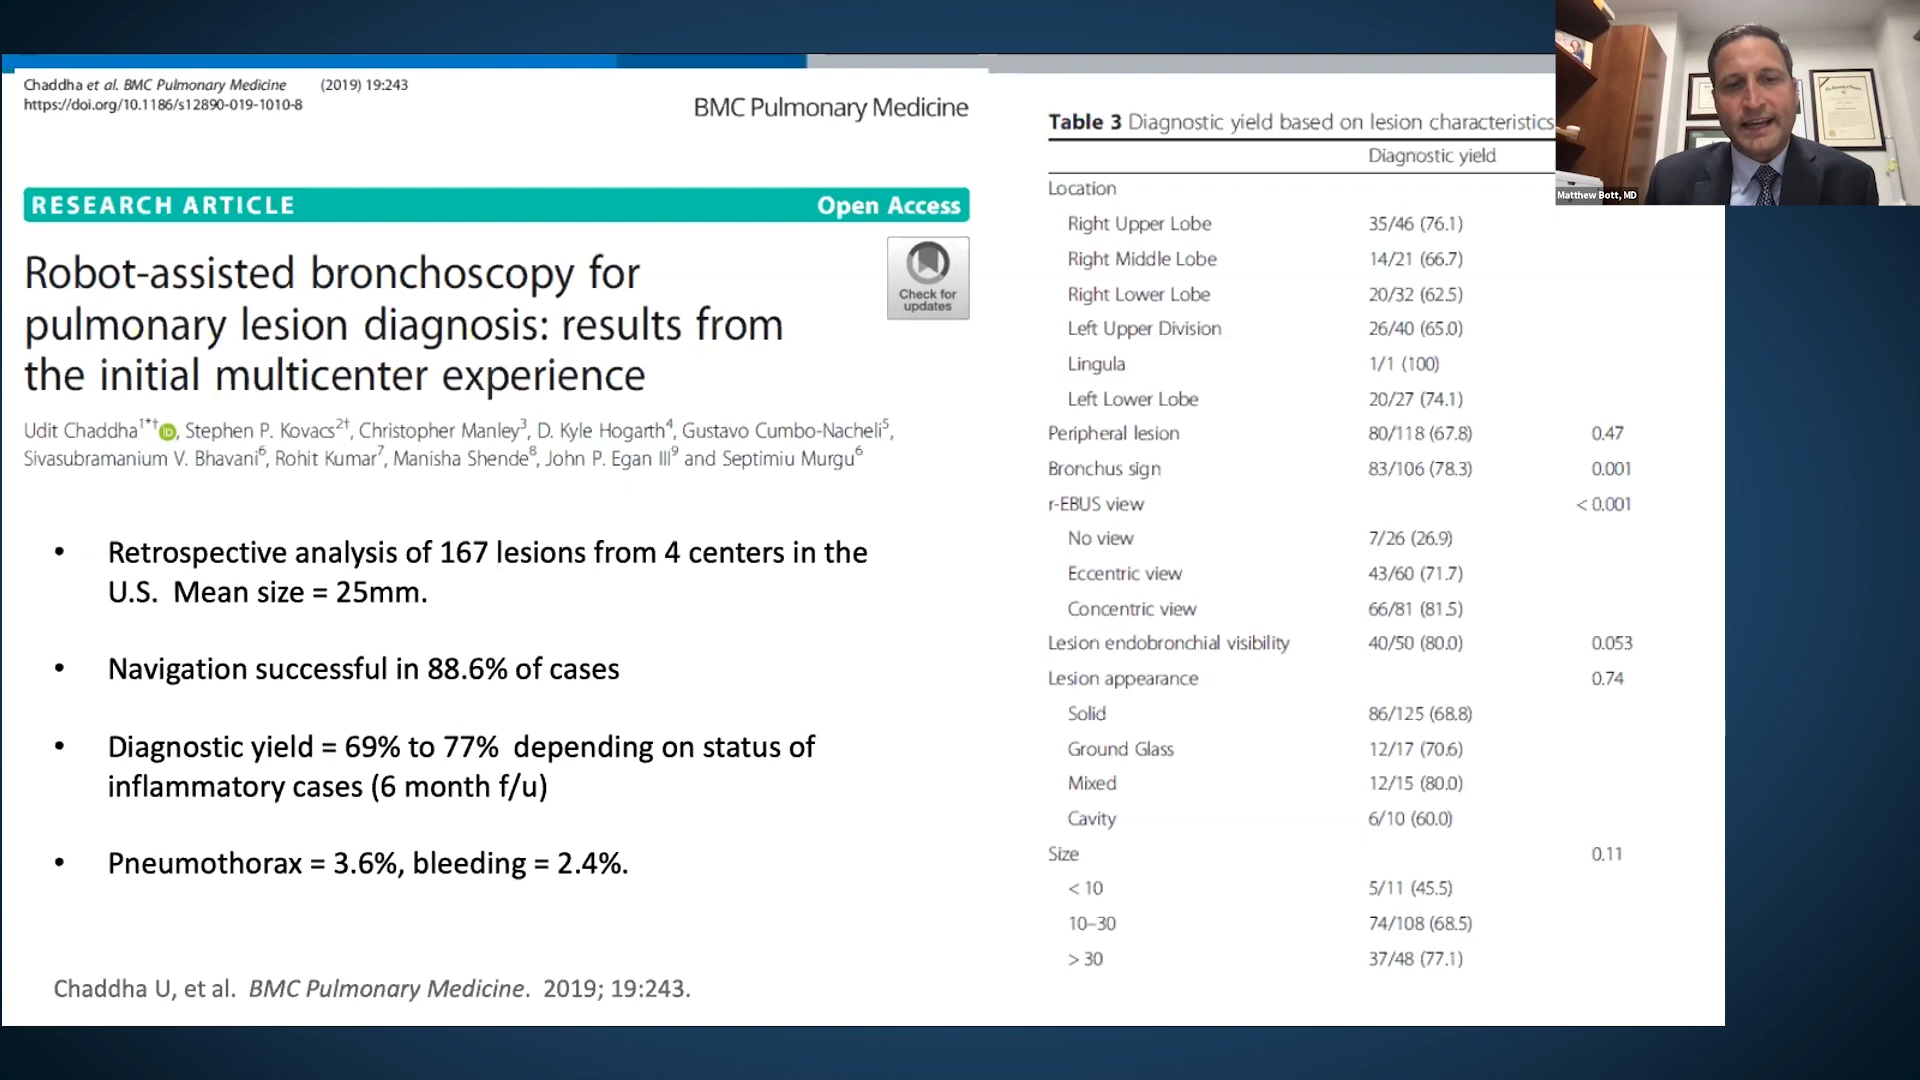 Chaddha et al. BMC Pulmonary Medicine (2019) 19:243
https://doi.org/10.1186/s12890-019-1010-8
BMC Pulmonary Medicine
RESEARCH ARTICLE Open Access
Robot-assisted bronchoscopy for
pulmonary lesion diagnosis: results from
the initial multicenter experience
Check for
updates
Udit Chaddha1*† iD, Stephen P. Kovacs2†, Christopher Manley3, D. Kyle Hogarth4, Gustavo Cumbo-Nacheli5,
Sivasubramanium V. Bhavani6, Rohit Kumar7, Manisha Shende8, John P. Egan III9 and Septimiu Murgu6
• Retrospective analysis of 167 lesions from 4 centers in the
U.S. Mean size = 25mm.
• Navigation successful in 88.6% of cases
• Diagnostic yield = 69% to 77% depending on status of
inflammatory cases (6 month f/u)
• Pneumothorax = 3.6%, bleeding = 2.4%.
Chaddha U, et al. BMC Pulmonary Medicine. 2019; 19:243.
Table 3 Diagnostic yield based on lesion characteristics
Diagnostic yield
Location
Right Upper Lobe 35/46 (76.1)
Right Middle Lobe 14/21 (66.7)
Right Lower Lobe 20/32 (62.5)
Left Upper Division 26/40 (65.0)
Lingula 1/1 (100)
Left Lower Lobe 20/27 (74.1)
Peripheral lesion 80/118 (67.8) 0.47
Bronchus sign 83/106 (78.3) 0.001
r-EBUS view < 0.001
No view 7/26 (26.9)
Eccentric view 43/60 (71.7)
Concentric view 66/81 (81.5)
Lesion endobronchial visibility 40/50 (80.0) 0.053
Lesion appearance 0.74
Solid 86/125 (68.8)
Ground Glass 12/17 (70.6)
Mixed 12/15 (80.0)
Cavity 6/10 (60.0)
Size 0.11
< 10 5/11 (45.5)
10–30 74/108 (68.5)
> 30 37/48 (77.1)
Matthew Bott, MD